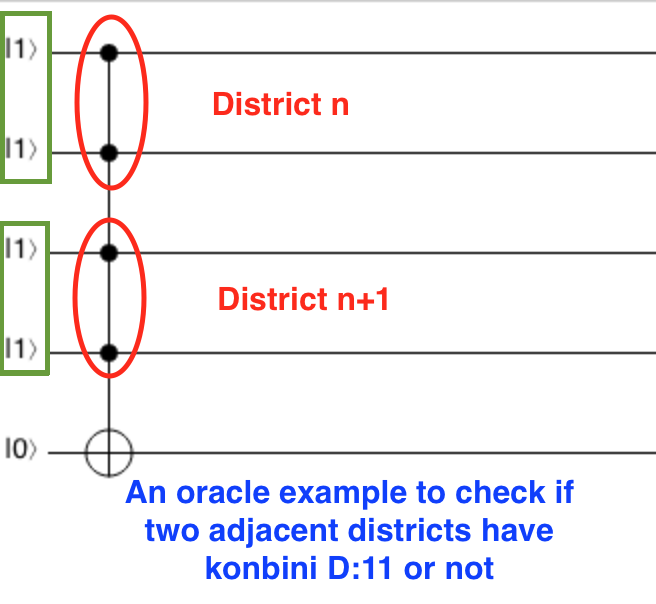 |1⟩
District n
|1⟩
|1⟩
District n+1
|1⟩
|0⟩
An oracle example to check if
two adjacent districts have
konbini D:11 or not